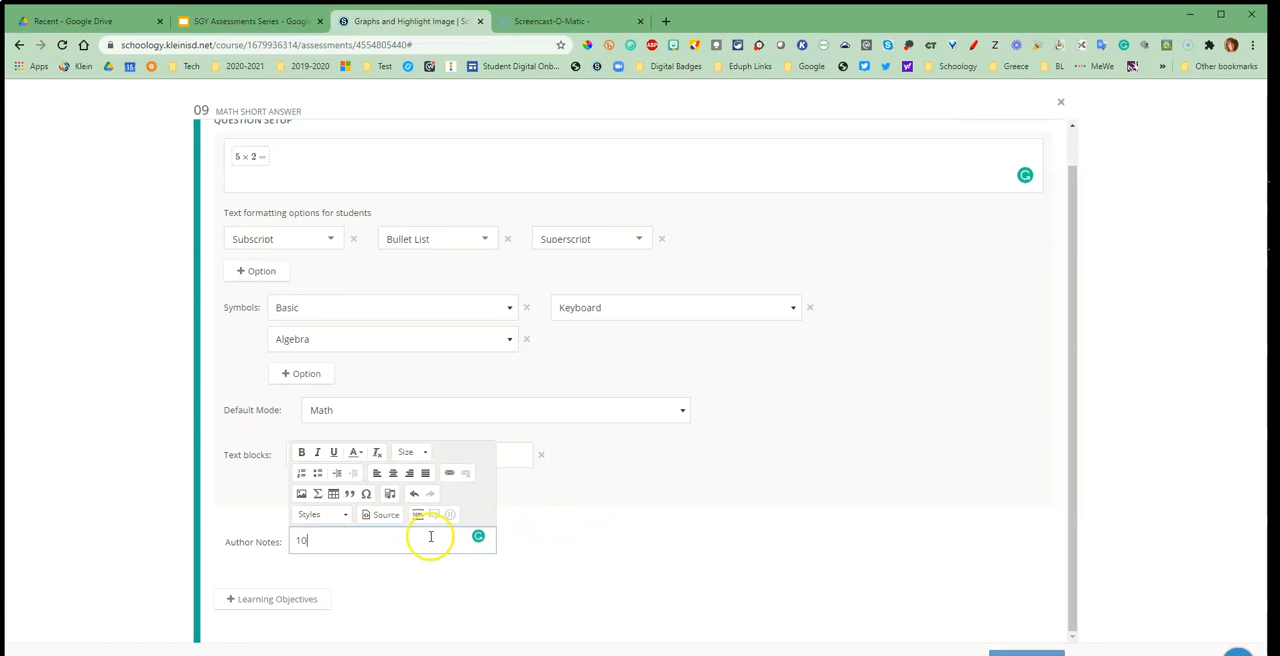 Recent - Google Drive
SGY Assessments Series - Google
Graphs and Highlight Image | Sch
Screencast-O-Matic -
schoology.kleinisd.net/course/1679936314/assessments/4554805440#
Apps
Klein
Tech
2020-2021
2019-2020
Test
Student Digital Onb...
Digital Badges
Eduph Links
Google
Schoology
Greece
BL
MeWe
Other bookmarks
09 MATH SHORT ANSWER
QUESTION SETUP
5 × 2 =
Text formatting options for students
Subscript
Bullet List
Superscript
+ Option
Symbols: Basic
Keyboard
Algebra
+ Option
Default Mode: Math
Text blocks:
B I U A Tx Size
Styles
Source
Author Notes: 10
+ Learning Objectives